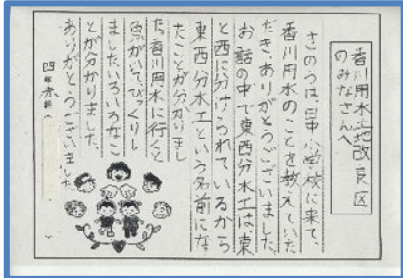 香川用水土地改良区
のみなさんへ
きのうは、田中小学校に来て、
香川用水のことを教えていた
だき、ありがとうございました。
お話の中で東西分水工は東
と西に分けられているから
東西分水工という名前にな
たことが分かりまし
た。香川用水に行くと
魚がいて、びっくりし
ました。いろいろなこ
とが分かりました。
ありがとうございました。
四年